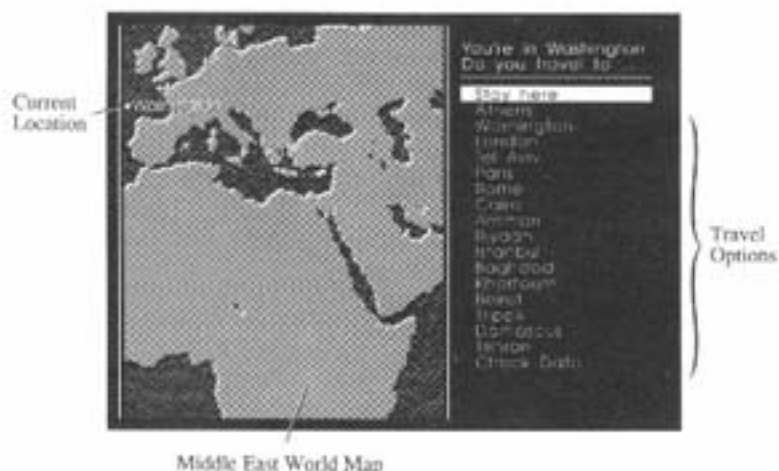 You're in Washington
Do you travel to
Stay here
Athens
Washington
London
Tel Aviv
Paris
Rome
Cairo
Amman
Riyadh
Istanbul
Baghdad
Khartoum
Beirut
Tripoli
Damascus
Tehran
Check Data
Current
Location
Travel
Options
Middle East World Map